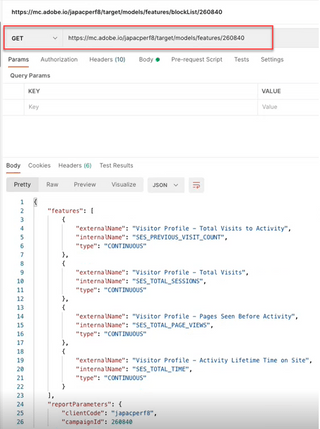 https://mc.adobe.io/japacperf8/target/models/features/blockList/260840
GET https://mc.adobe.io/japacperf8/target/models/features/260840
Params Authorization Headers (10) Body Pre-request Script Tests Settings
Query Params
KEY VALUE
Key Value
Body Cookies Headers (6) Test Results
Pretty Raw Preview Visualize JSON
1 {
2 "features": [
3 {
4 "externalName": "Visitor Profile - Total Visits to Activity",
5 "internalName": "SES_PREVIOUS_VISIT_COUNT",
6 "type": "CONTINUOUS"
7 },
8 {
9 "externalName": "Visitor Profile - Total Visits",
10 "internalName": "SES_TOTAL_SESSIONS",
11 "type": "CONTINUOUS"
12 },
13 {
14 "externalName": "Visitor Profile - Pages Seen Before Activity",
15 "internalName": "SES_TOTAL_PAGE_VIEWS",
16 "type": "CONTINUOUS"
17 },
18 {
19 "externalName": "Visitor Profile - Activity Lifetime Time on Site",
20 "internalName": "SES_TOTAL_TIME",
21 "type": "CONTINUOUS"
22 }
23 ],
24 "reportParameters": {
25 "clientCode": "japacperf8",
26 "campaignId": 260840